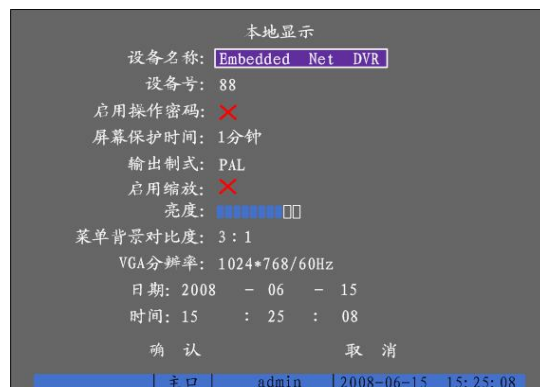 本地显示
设备名称: Embedded Net DVR
设备号: 88
启用操作密码:
屏幕保护时间: 1分钟
输出制式: PAL
启用缩放:
亮度:
菜单背景对比度: 3:1
VGA分辨率: 1024*768/60Hz
日期: 2008 - 06 - 15
时间: 15 : 25 : 08
确 认 取 消
主口 admin 2008-06-15 15:25:08